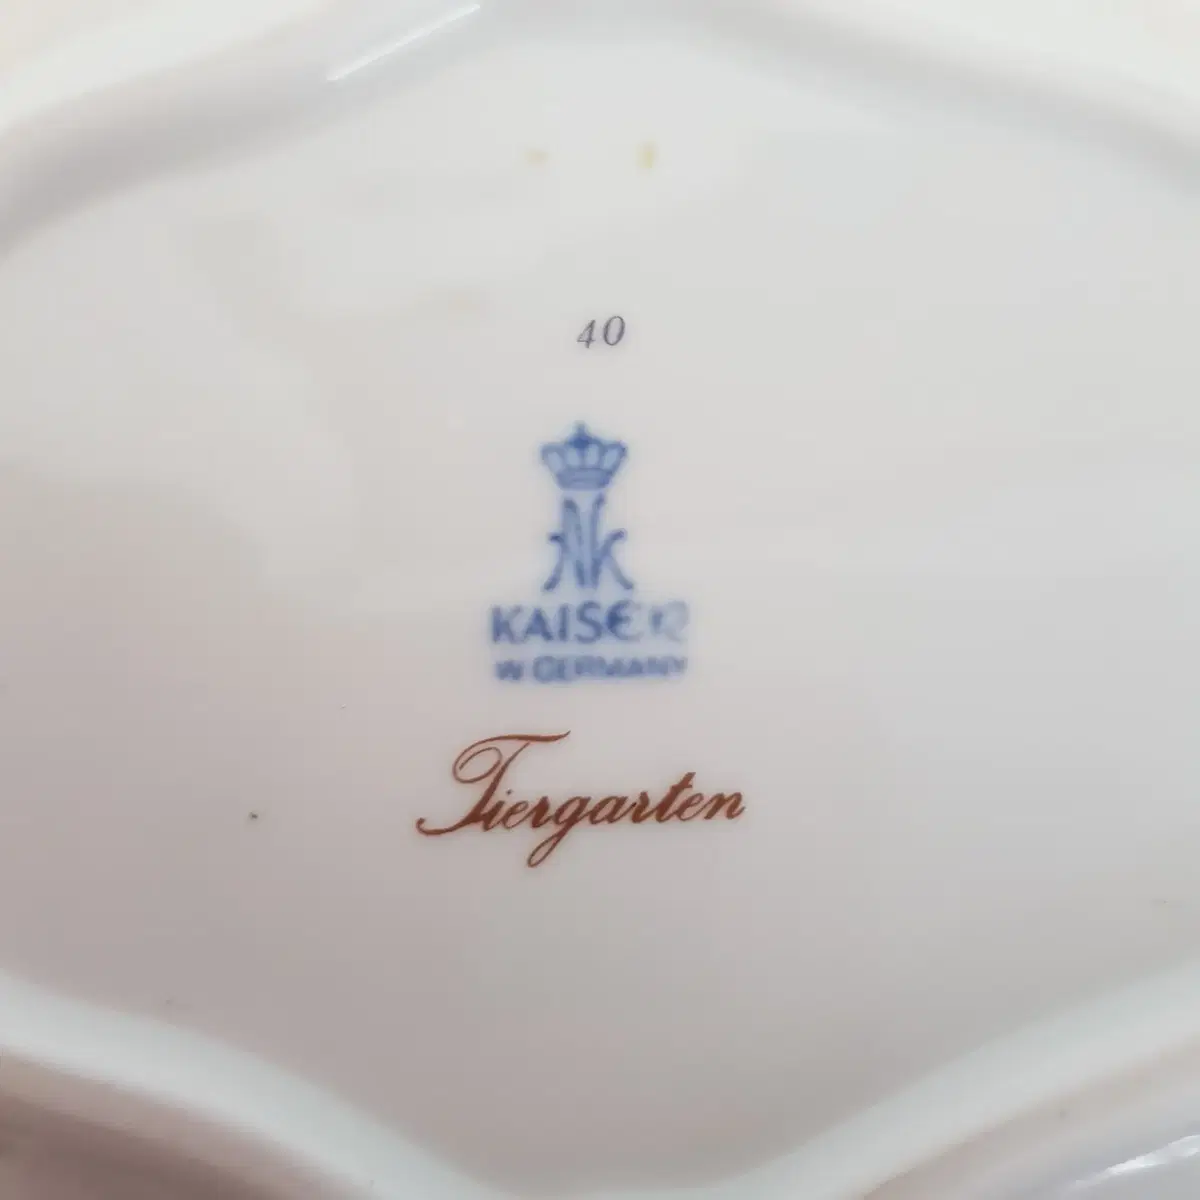 40
AK
KAISER
W GERMANY
Tiergarten